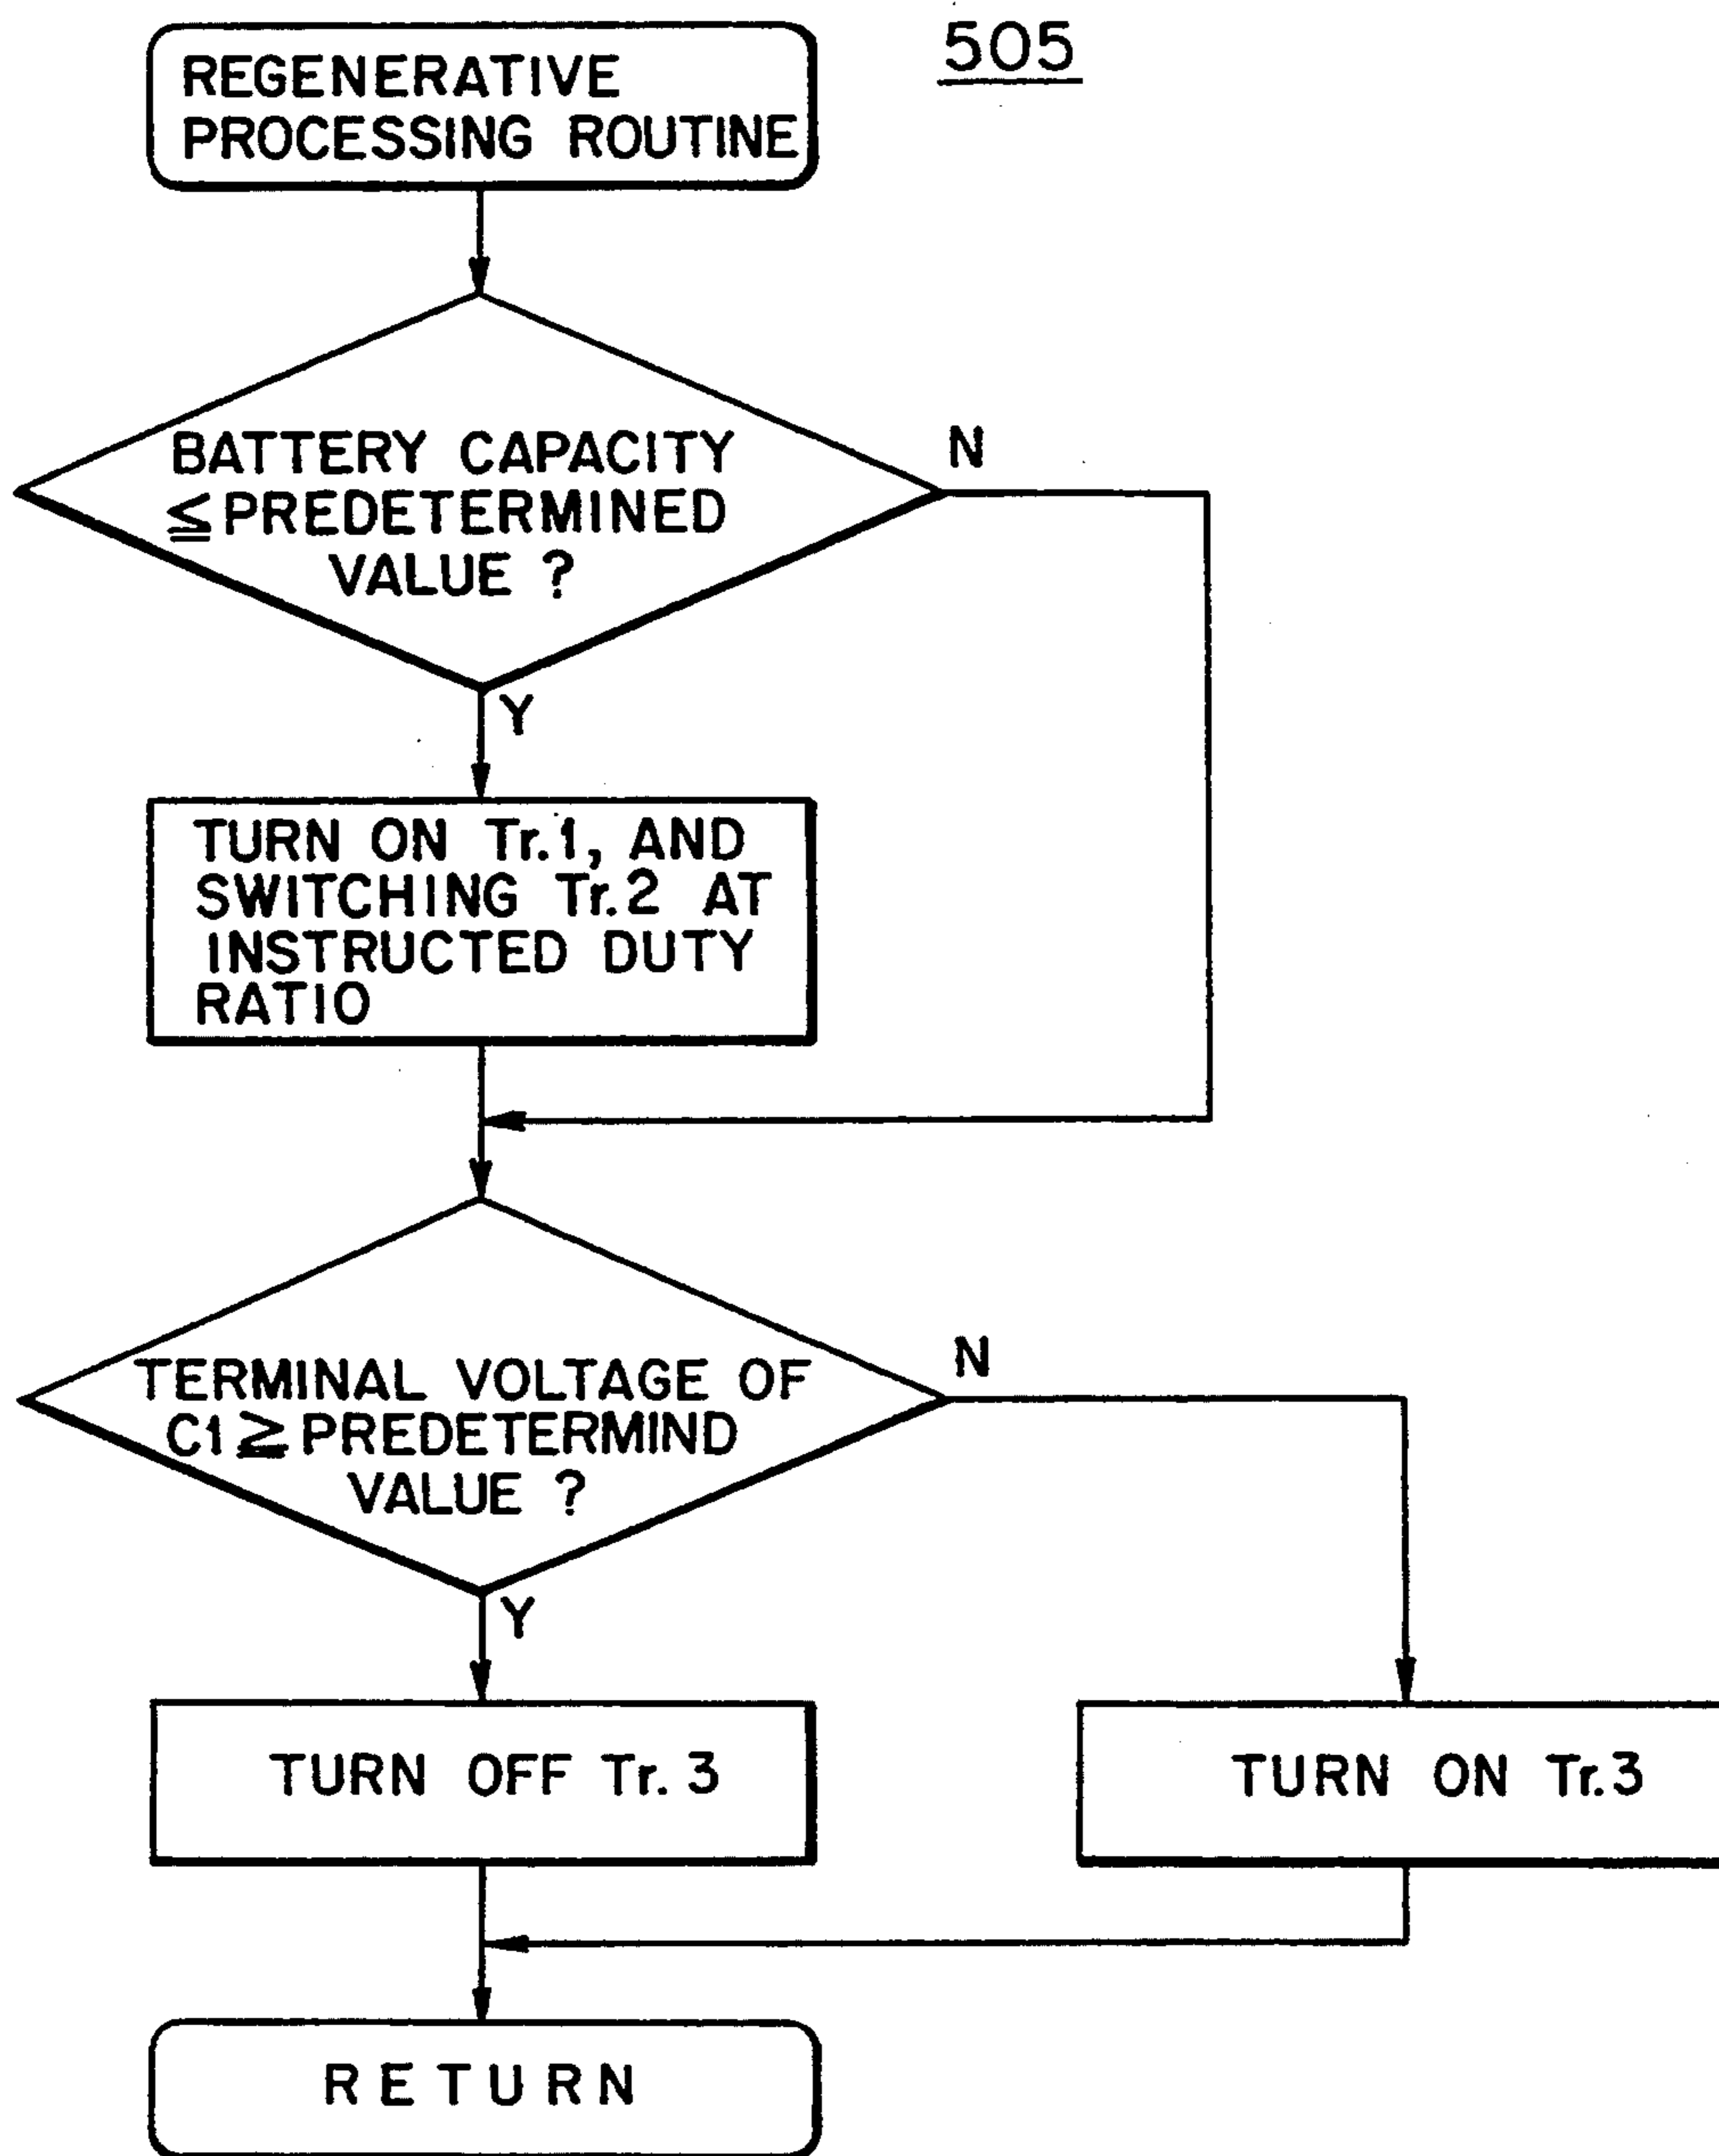 505
REGENERATIVE
PROCESSING ROUTINE
BATTERY CAPACITY
≦PREDETERMINED
VALUE ?
N
Y
TURN ON Tr.1, AND
SWITCHING Tr.2 AT
INSTRUCTED DUTY
RATIO
TERMINAL VOLTAGE OF
C1≧PREDETERMIND
VALUE ?
N
Y
TURN OFF Tr.3
TURN ON Tr.3
RETURN